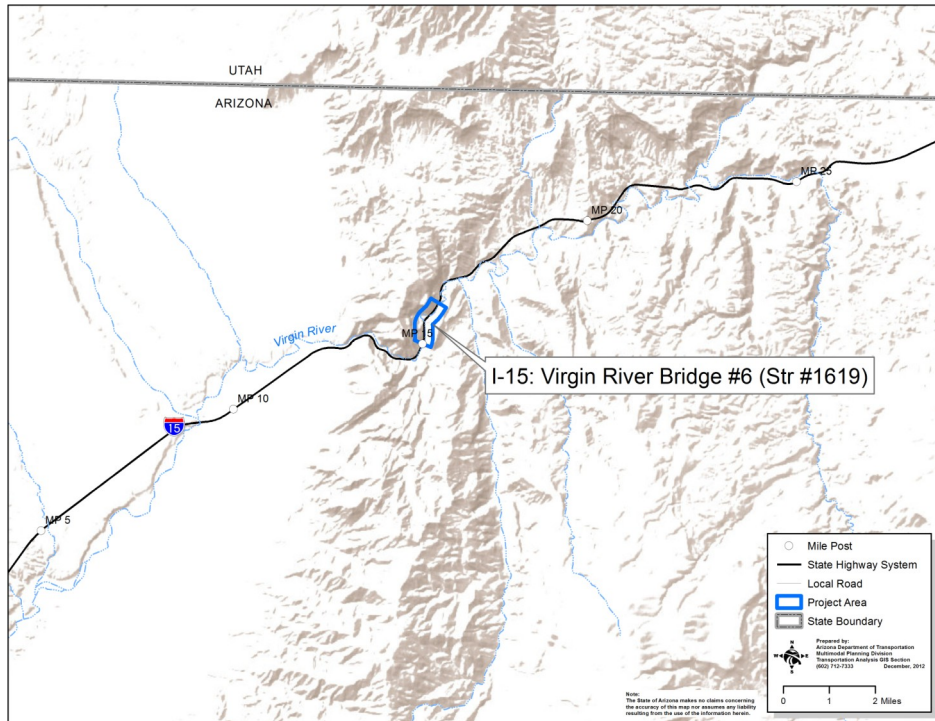 UTAH
ARIZONA
MP 25
MP 20
Virgin River
MP 15
I-15: Virgin River Bridge #6 (Str #1619)
MP 10
15
MP 5
Mile Post
State Highway System
Local Road
Project Area
State Boundary
N
W E
S
Prepared by:
Arizona Department of Transportation
Multimodal Planning Division
Transportation Analysis GIS Section
(602) 712-7333 December, 2012
0 1 2 Miles
Note:
The State of Arizona makes no claims concerning
the accuracy of this map nor assumes any liability
resulting from the use of the information herein.